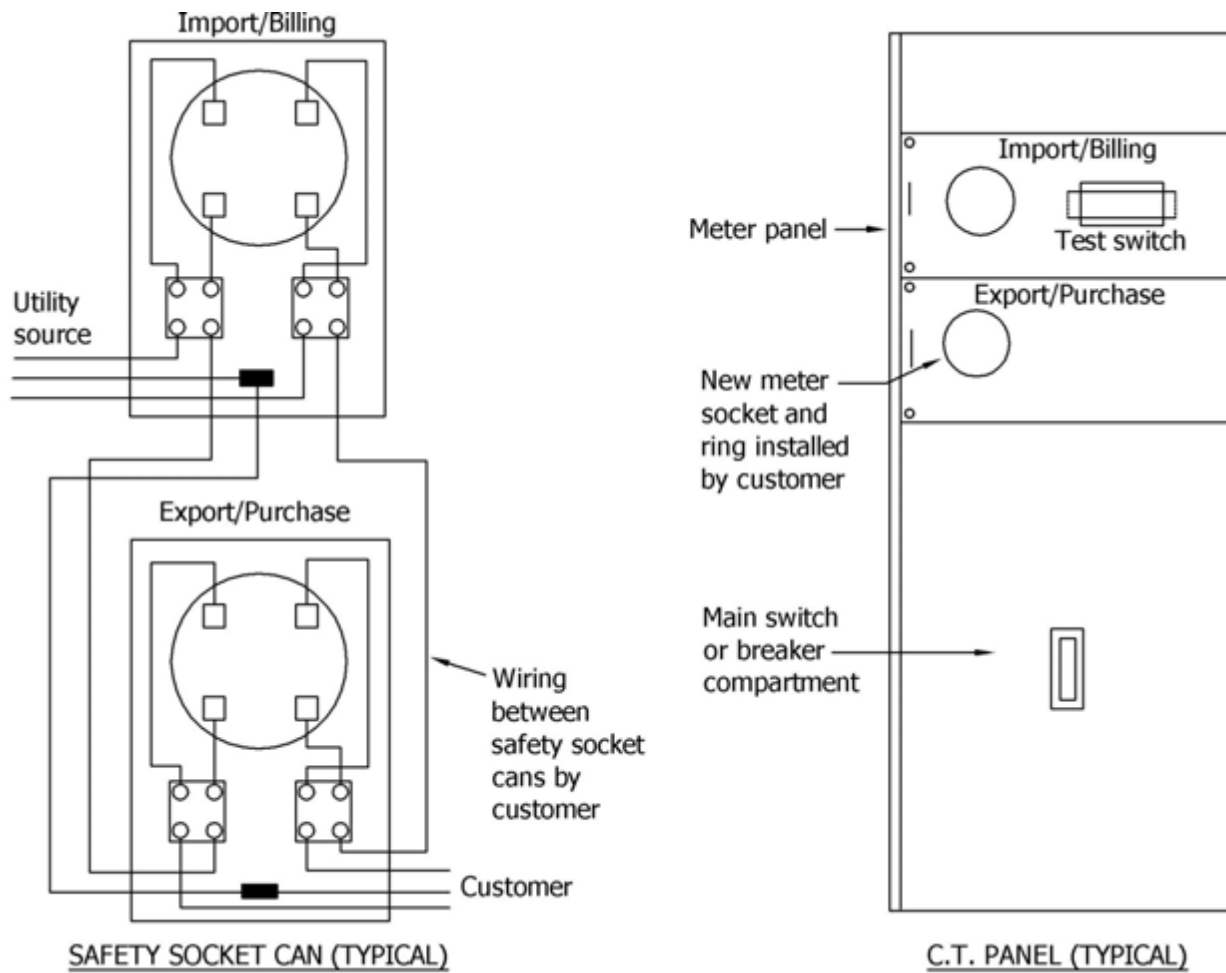 Import/Billing
Utility
source
Export/Purchase
Wiring
between
safety socket
cans by
customer
Customer
SAFETY SOCKET CAN (TYPICAL)
Import/Billing
Meter panel
Test switch
Export/Purchase
New meter
socket and
ring installed
by customer
Main switch
or breaker
compartment
C.T. PANEL (TYPICAL)